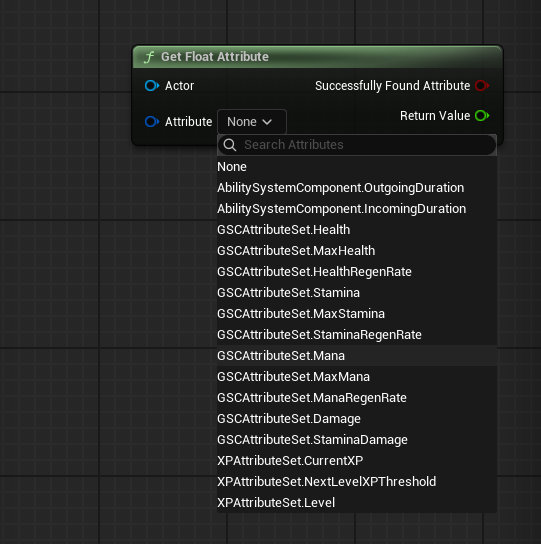 Get Float Attribute
Actor
Successfully Found Attribute
Attribute
None
Return Value
Search Attributes
None
AbilitySystemComponent.OutgoingDuration
AbilitySystemComponent.IncomingDuration
GSCAttributeSet.Health
GSCAttributeSet.MaxHealth
GSCAttributeSet.HealthRegenRate
GSCAttributeSet.Stamina
GSCAttributeSet.MaxStamina
GSCAttributeSet.StaminaRegenRate
GSCAttributeSet.Mana
GSCAttributeSet.MaxMana
GSCAttributeSet.ManaRegenRate
GSCAttributeSet.Damage
GSCAttributeSet.StaminaDamage
XPAttributeSet.CurrentXP
XPAttributeSet.NextLevelXPThreshold
XPAttributeSet.Level